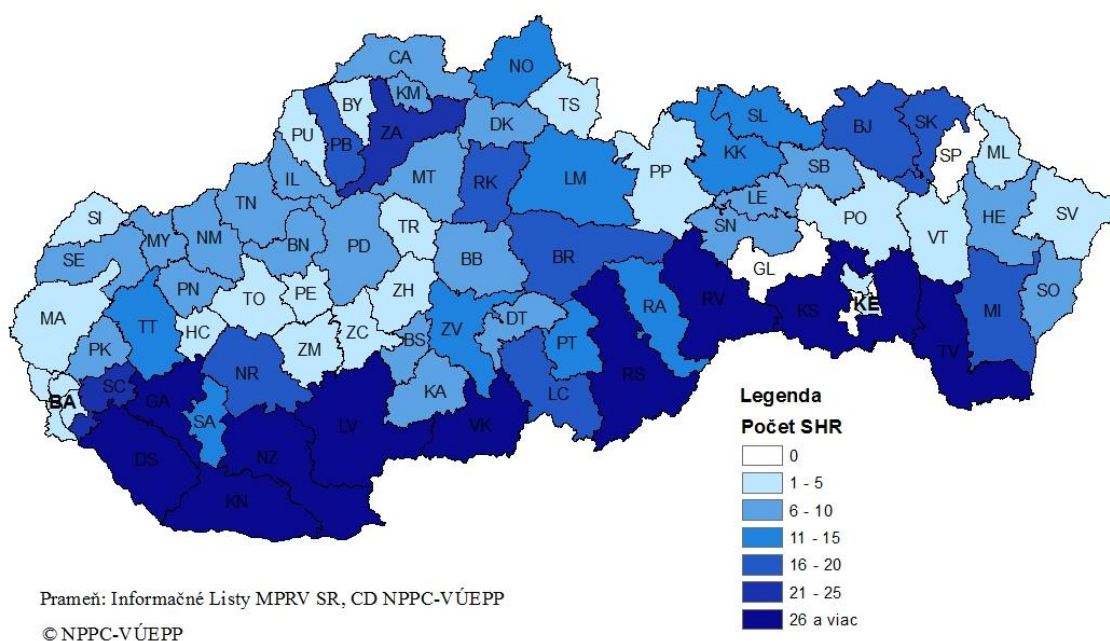 CA
NO
BY
KM
TS
PU
PB
ZA
DK
SL
BJ
SK
SP
ML
KK
SB
IL
MT
RK
LM
PP
LE
HE
SV
SI
TN
SN
PO
VT
MY
NM
BN
PD
TR
SE
BB
BR
GL
PN
TO
PE
ZH
RV
KS
KE
SO
MA
TT
HC
ZM
ZC
BS
ZV
DT
RA
MI
PK
PT
TV
SC
NR
KA
LC
RS
BA
GA
SA
LV
VK
DS
NZ
KN
Legenda
Počet SHR
0
1 - 5
6 - 10
11 - 15
16 - 20
21 - 25
26 a viac
Prameň: Informačné Listy MPRV SR, CD NPPC-VÚEPP
© NPPC-VÚEPP